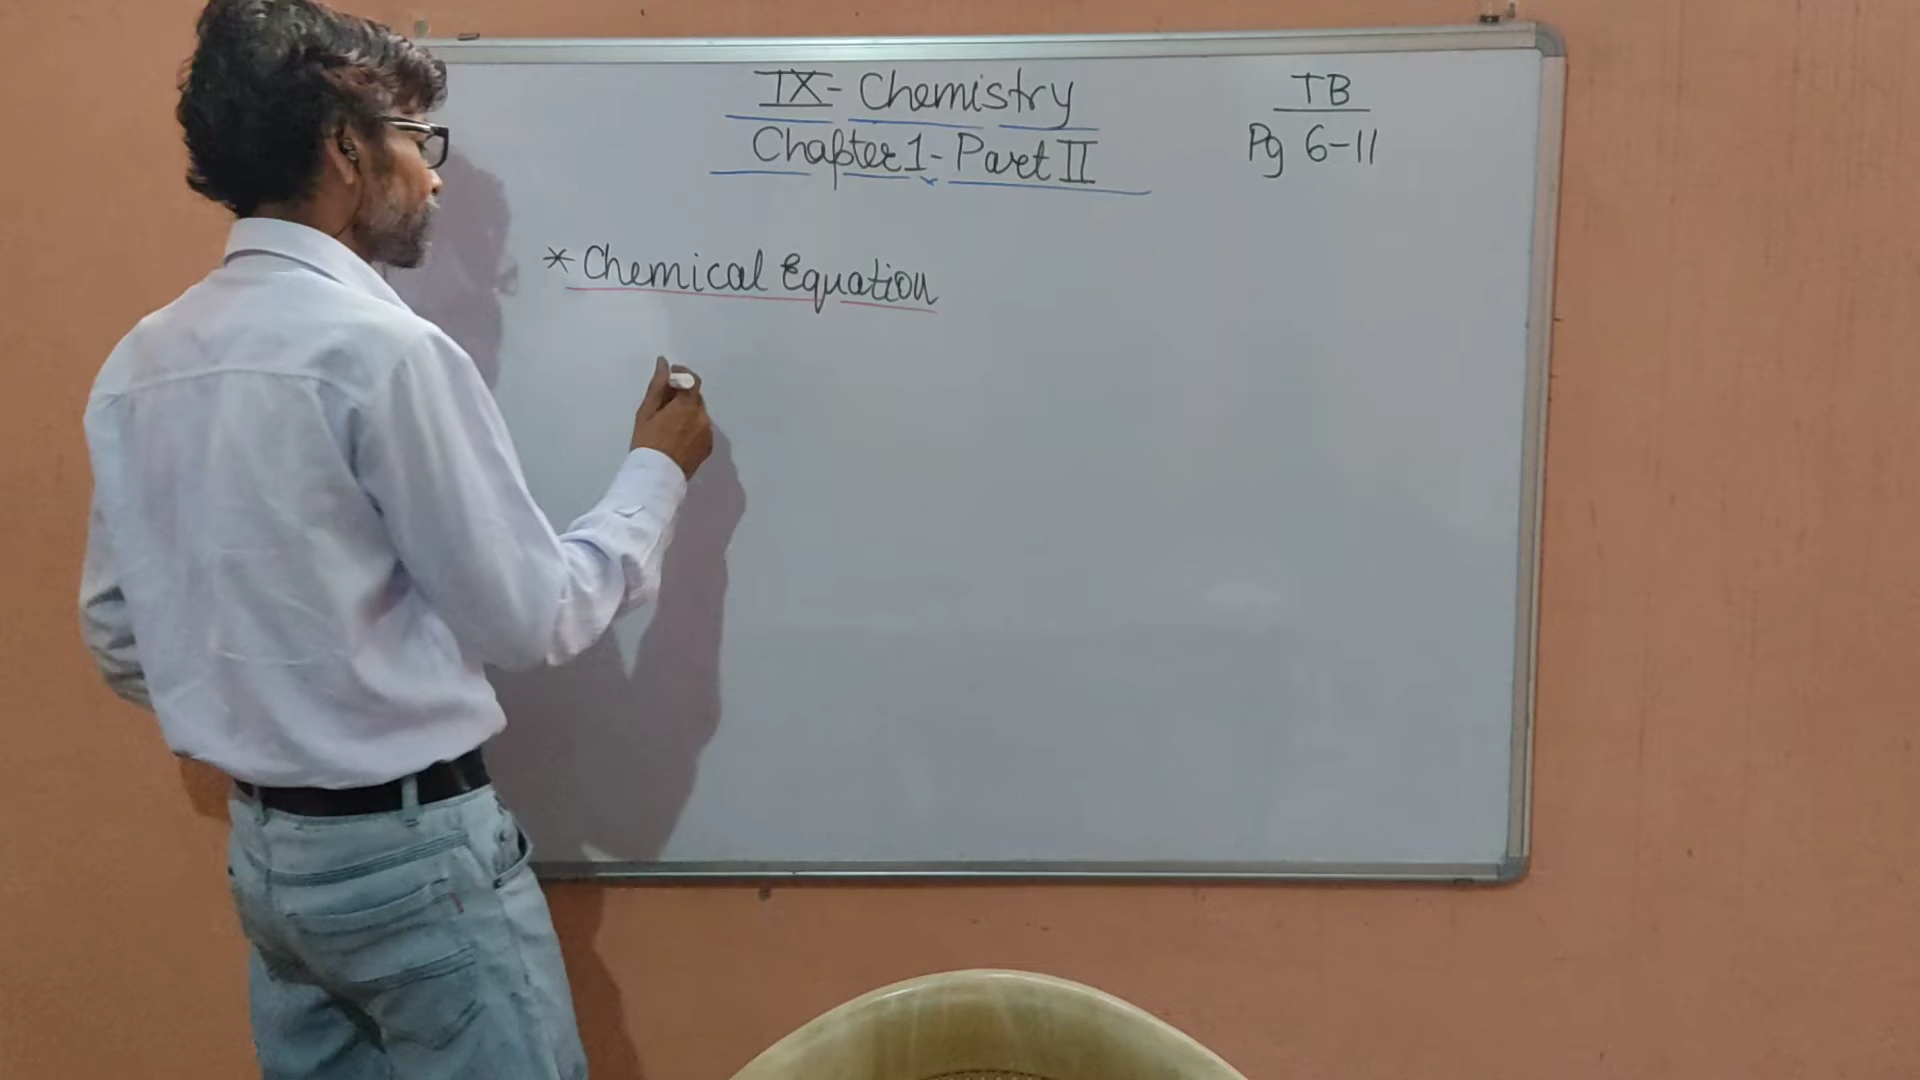 IX- Chemistry
Chapter 1- Part II
TB
Pg 6-11
* Chemical Equation